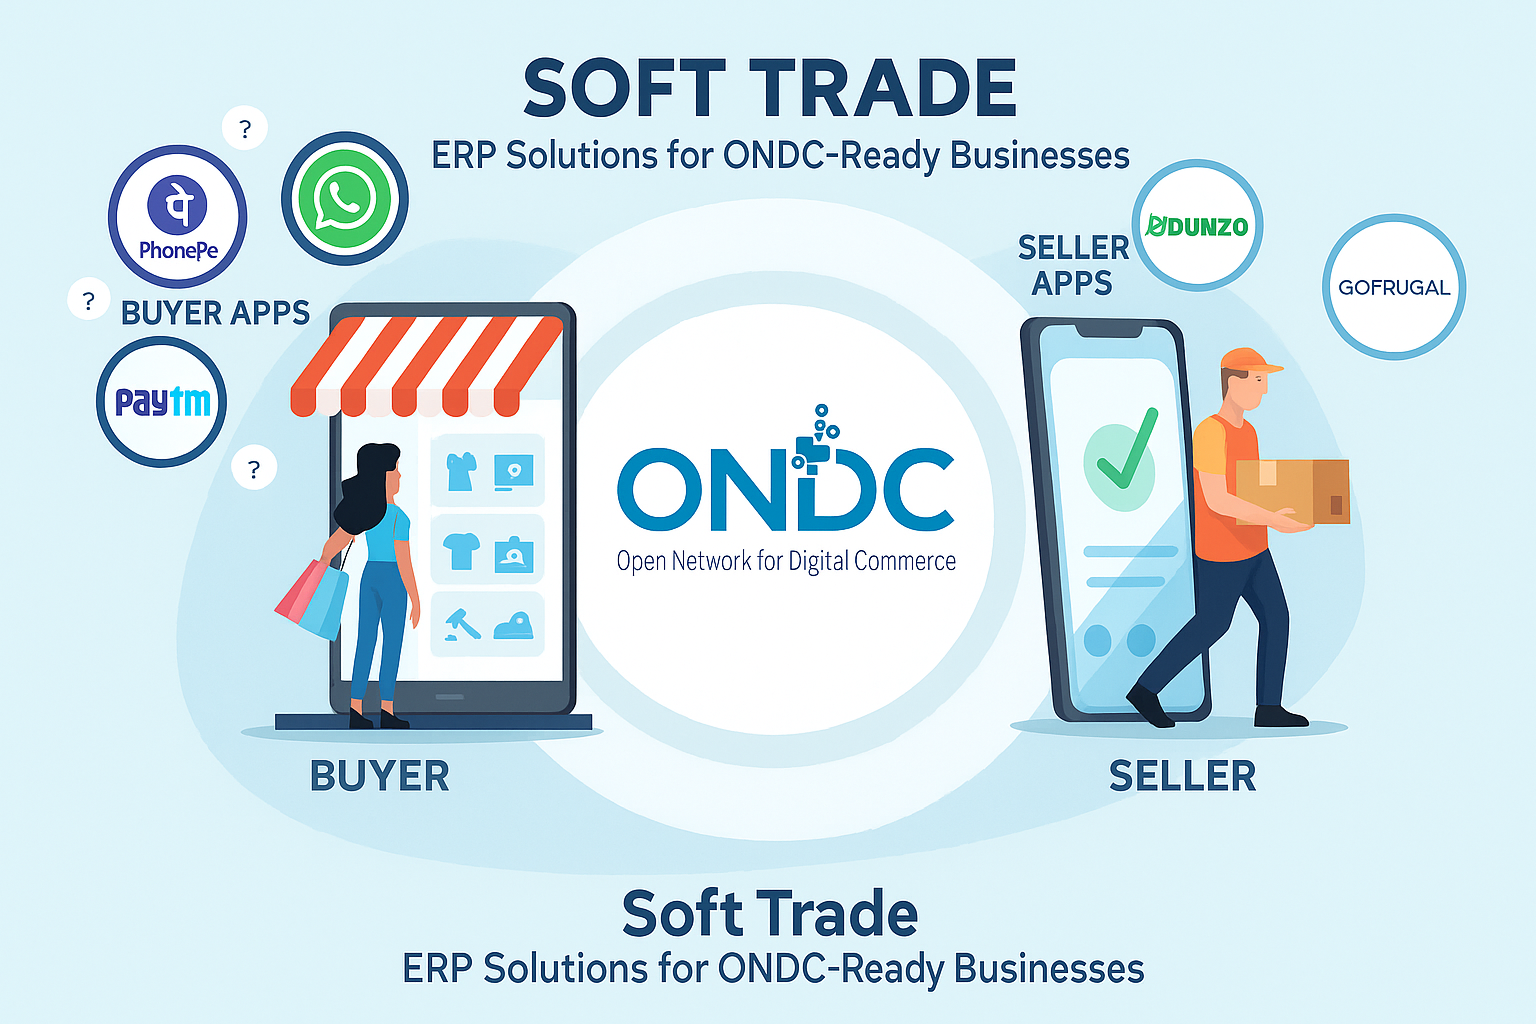 SOFT TRADE
ERP Solutions for ONDC-Ready Businesses
?
पे
PhonePe
?
BUYER APPS
paytm
?
SELLER
APPS
DUNZO
GOFRUGAL
ONDC
Open Network for Digital Commerce
BUYER
SELLER
Soft Trade
ERP Solutions for ONDC-Ready Businesses